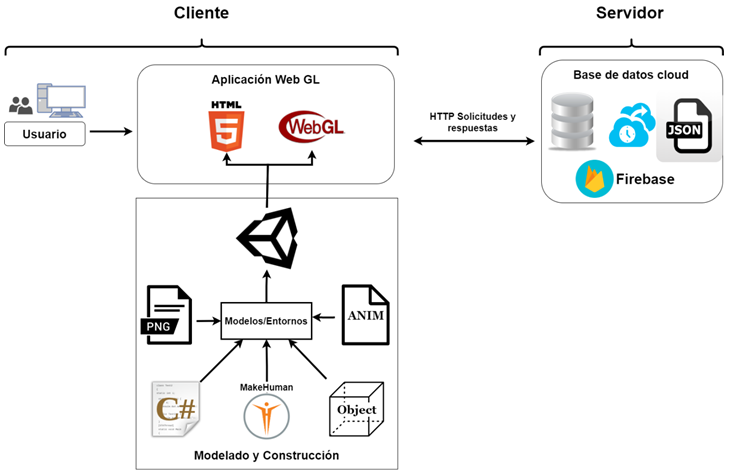 Cliente
Servidor
Aplicación Web GL
HTML
5
WebGL
Usuario
HTTP Solicitudes y
respuestas
Base de datos cloud
JSON
Firebase
PNG
Modelos/Entornos
ANIM
C#
MakeHuman
Object
Modelado y Construcción